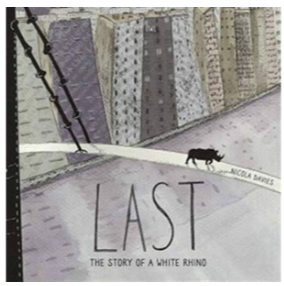 NICOLA DAVIES
LAST
THE STORY OF A WHITE RHINO